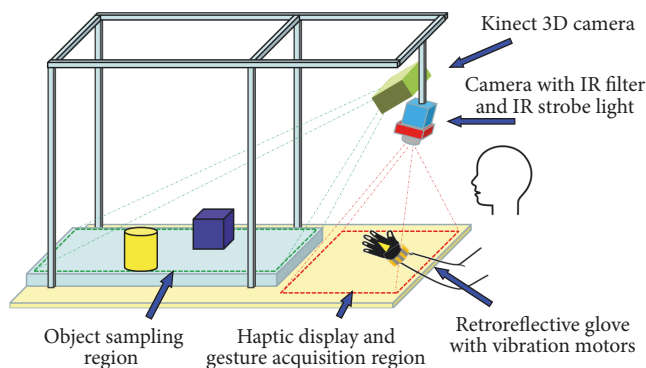 Kinect 3D camera
Camera with IR filter
and IR strobe light
Object sampling
region
Haptic display and
gesture acquisition region
Retroreflective glove
with vibration motors